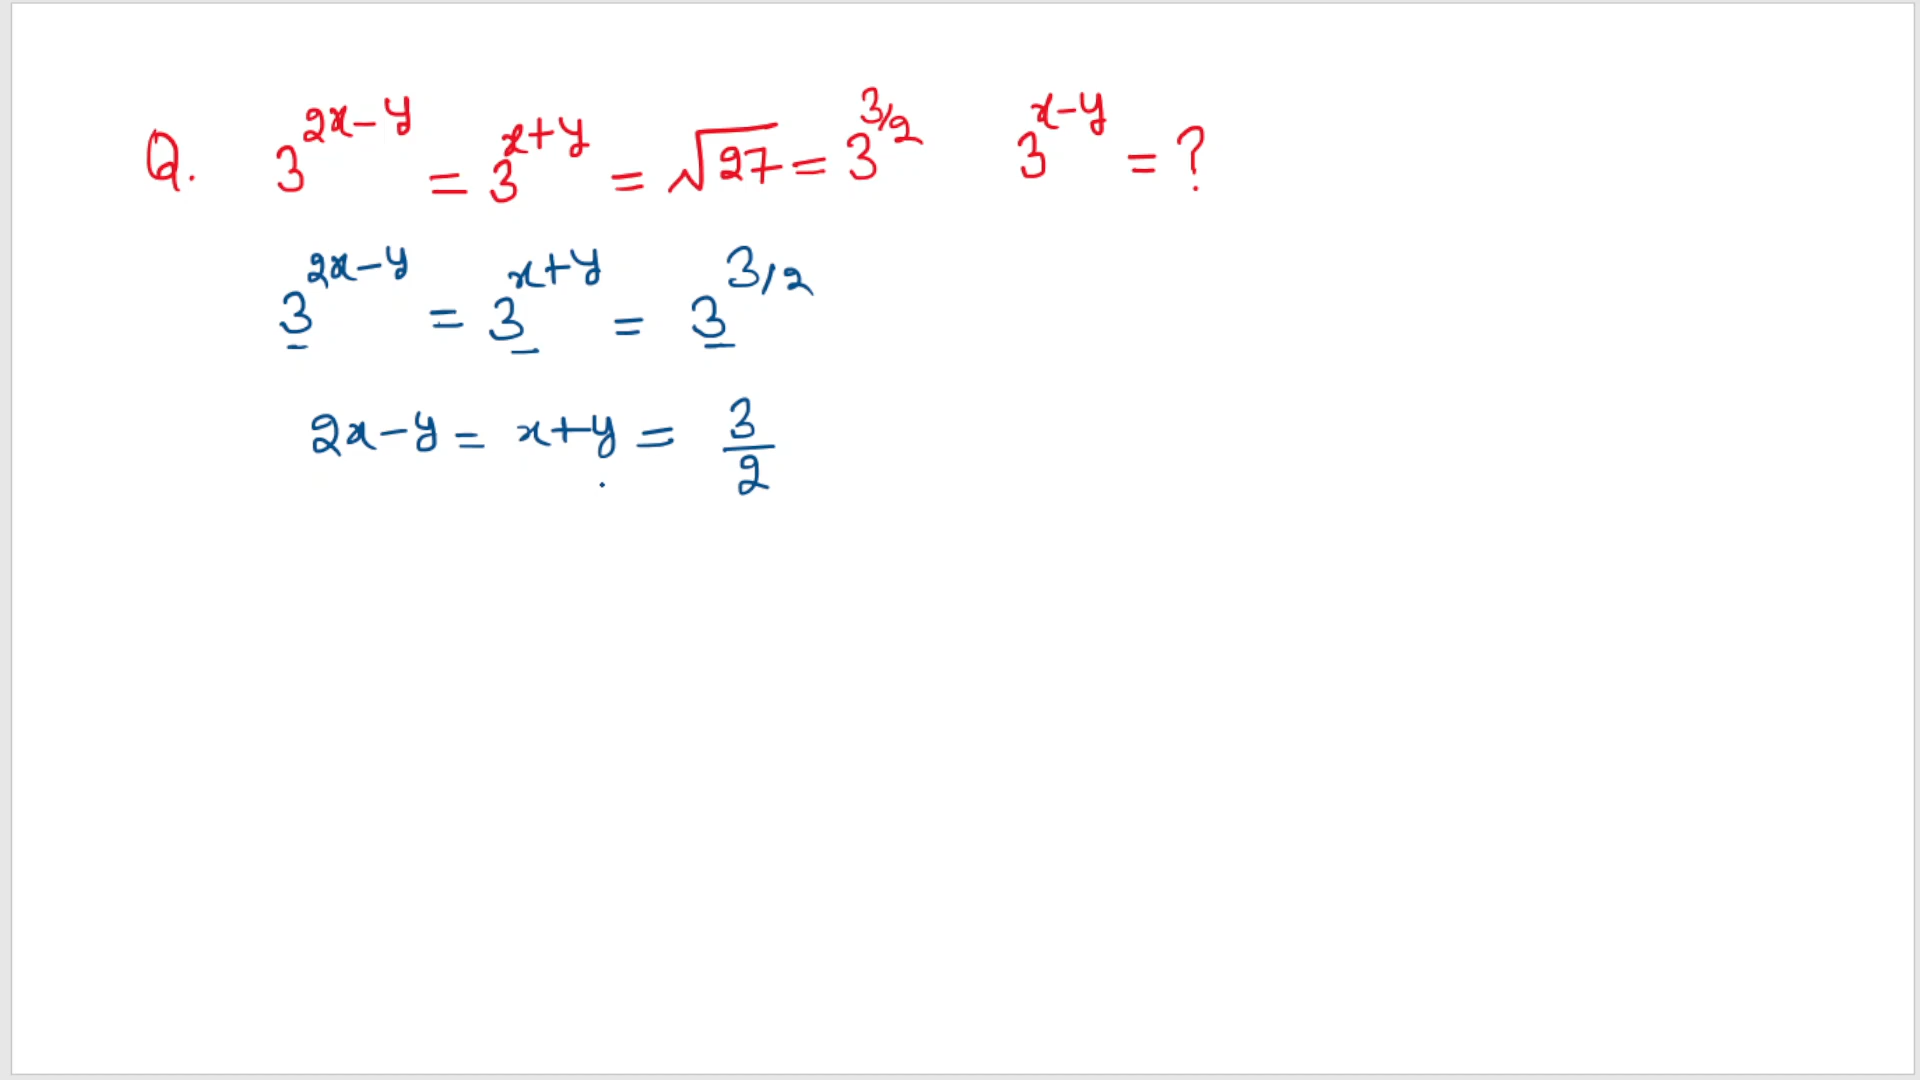 Q. 3^{2x-y} = 3^{x+y} = √27 = 3^{3/2} 3^{x-y} = ?
3^{2x-y} = 3^{x+y} = 3^{3/2}
2x-y = x+y = 3/2